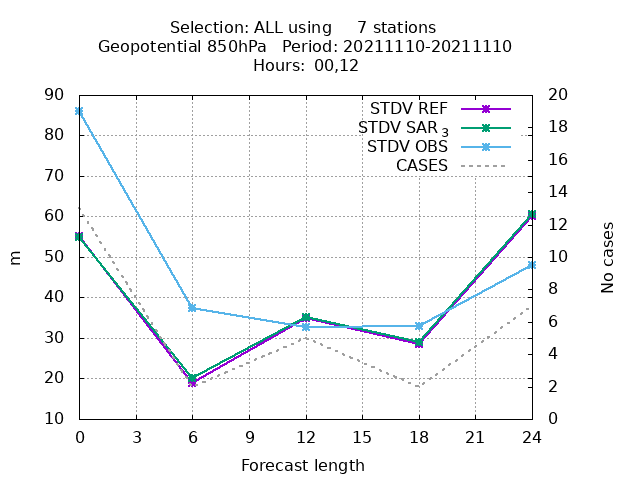 Selection: ALL using     7 stations
Geopotential 850hPa   Period: 20211110-20211110
Hours:  00,12
STDV REF
STDV SAR 3
STDV OBS
CASES
90
80
70
60
50
40
30
20
10
m
20
18
16
14
12
10
8
6
4
2
0
No cases
0 3 6 9 12 15 18 21 24
Forecast length